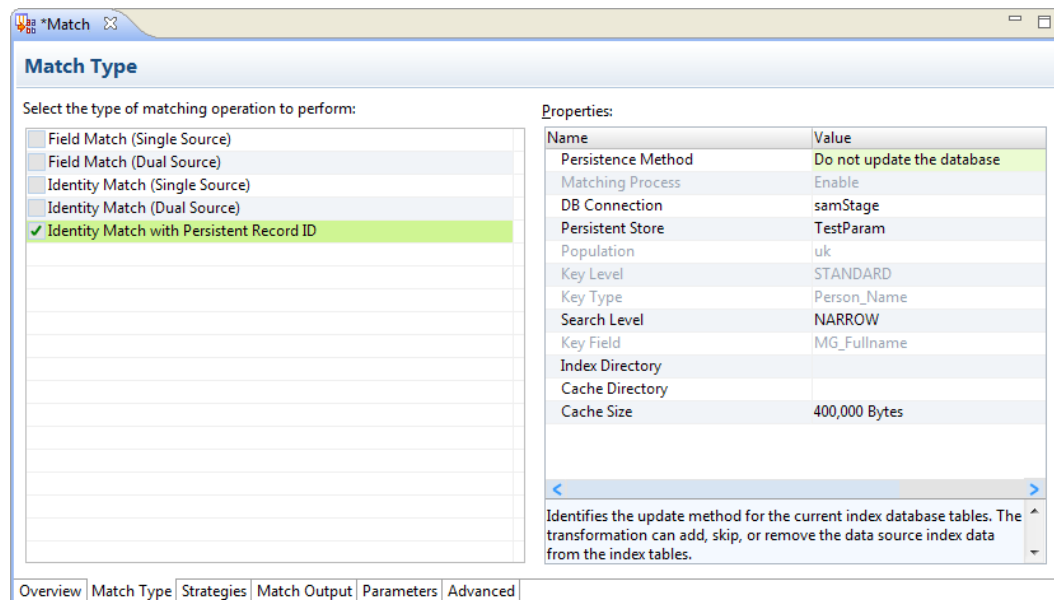 *Match
Match Type
Select the type of matching operation to perform:
Field Match (Single Source)
Field Match (Dual Source)
Identity Match (Single Source)
Identity Match (Dual Source)
Identity Match with Persistent Record ID
Properties:
Name Value
Persistence Method Do not update the database
Matching Process Enable
DB Connection samStage
Persistent Store TestParam
Population uk
Key Level STANDARD
Key Type Person_Name
Search Level NARROW
Key Field MG_Fullname
Index Directory
Cache Directory
Cache Size 400,000 Bytes
Identifies the update method for the current index database tables. The
transformation can add, skip, or remove the data source index data
from the index tables.
Overview Match Type Strategies Match Output Parameters Advanced